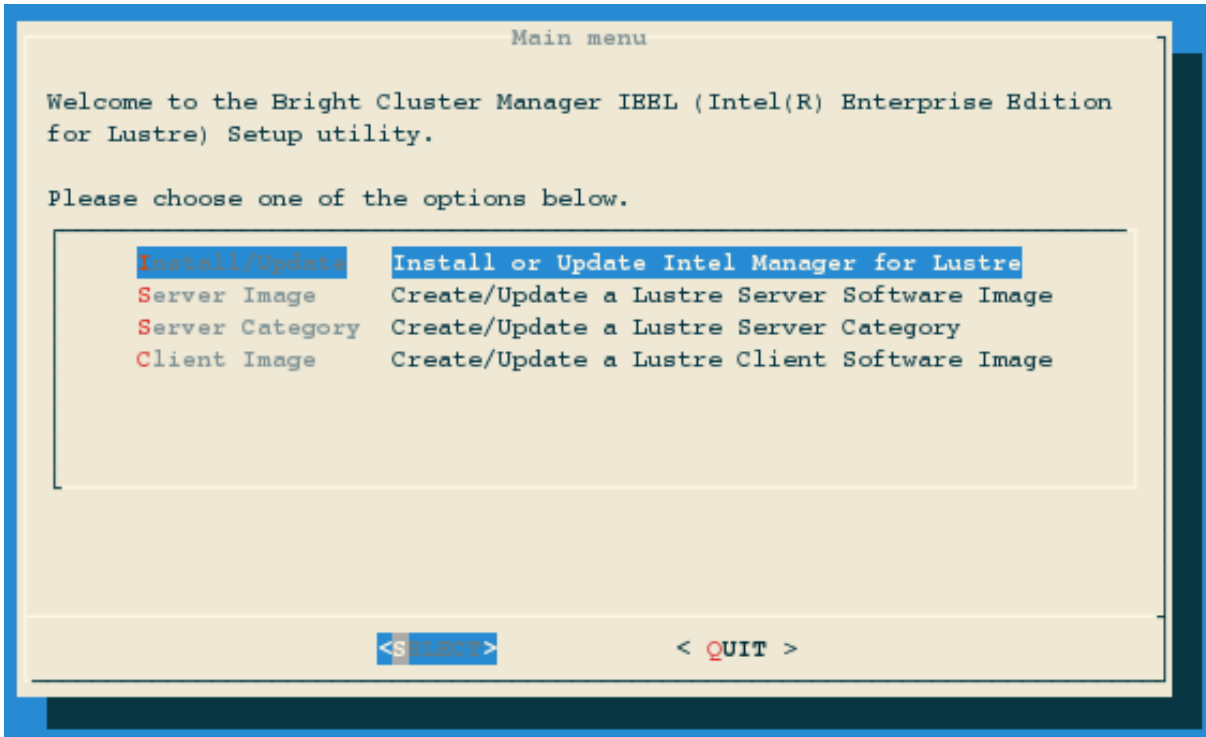 Main menu
Welcome to the Bright Cluster Manager IEEL (Intel(R) Enterprise Edition
for Lustre) Setup utility.
Please choose one of the options below.
Install/Update Install or Update Intel Manager for Lustre
Server Image Create/Update a Lustre Server Software Image
Server Category Create/Update a Lustre Server Category
Client Image Create/Update a Lustre Client Software Image
<SELECT> < QUIT >